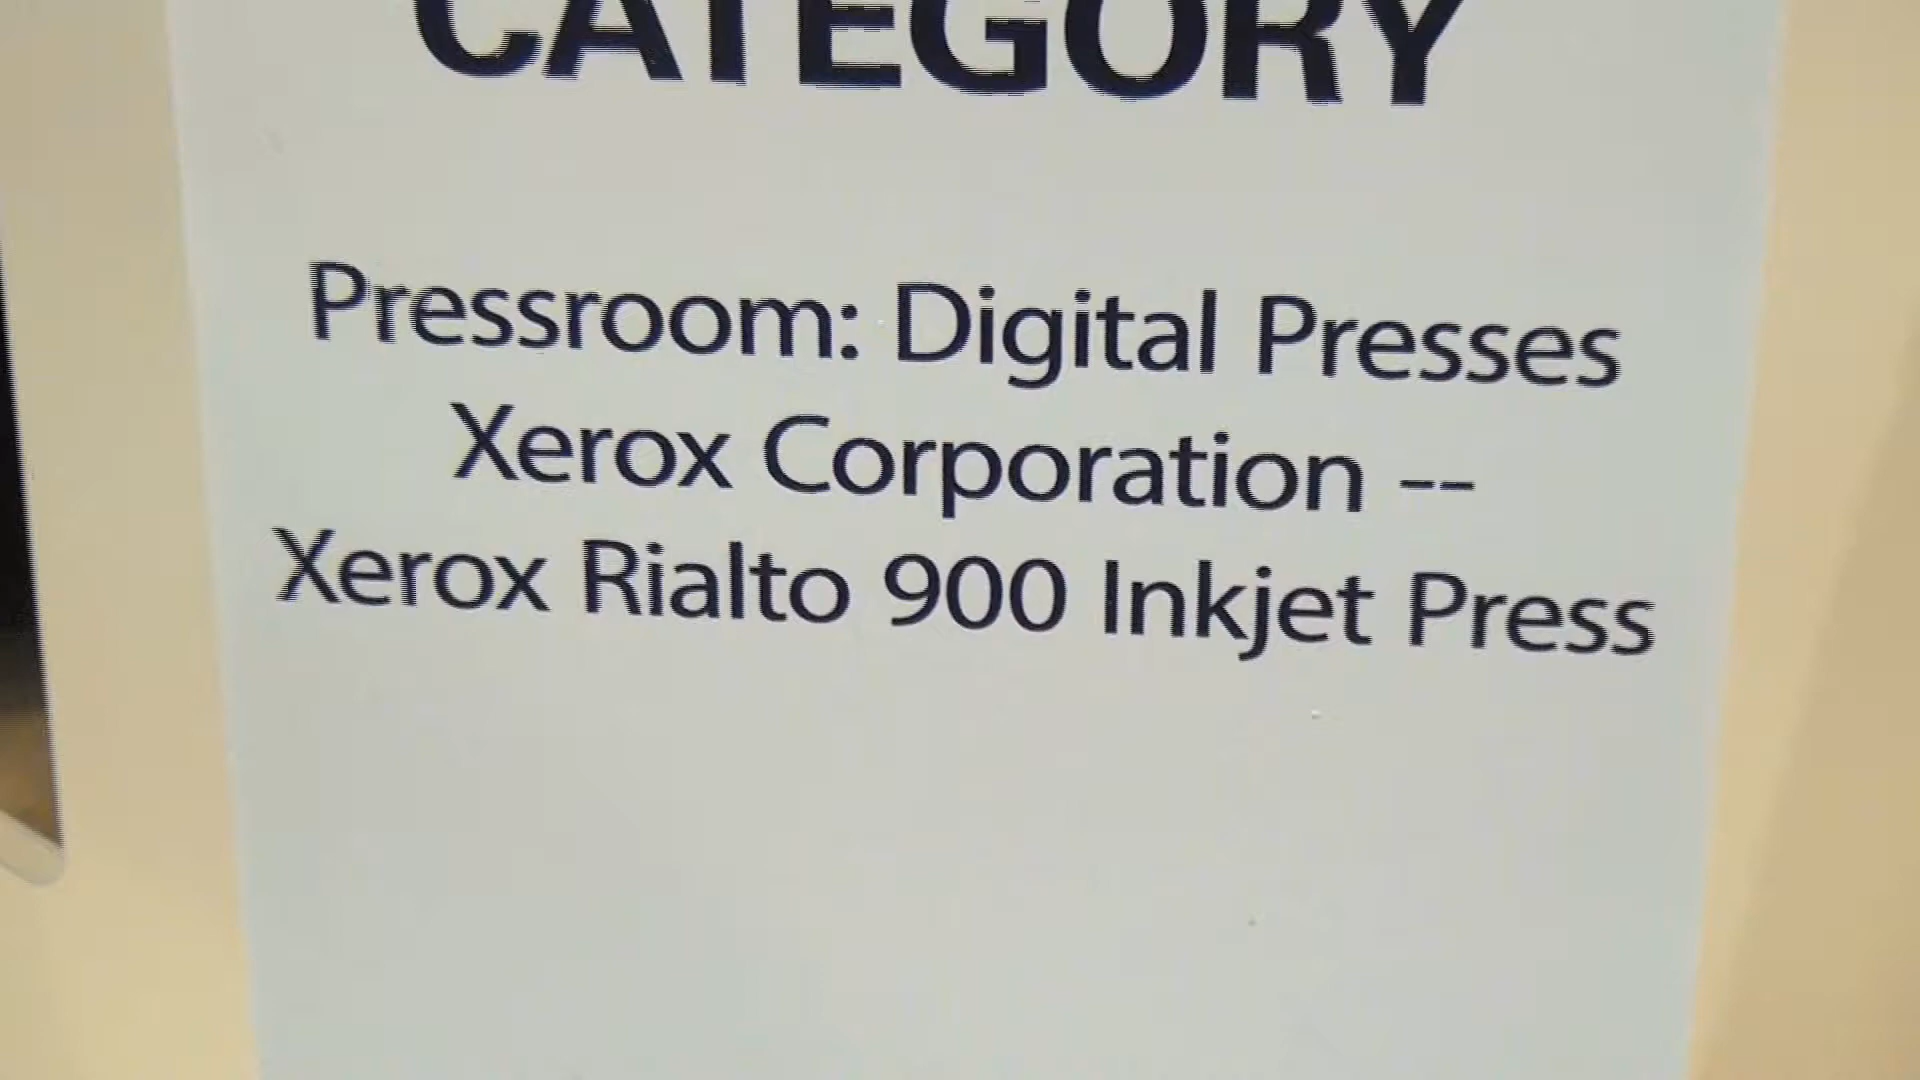 CATEGORY
Pressroom: Digital Presses
Xerox Corporation --
Xerox Rialto 900 Inkjet Press